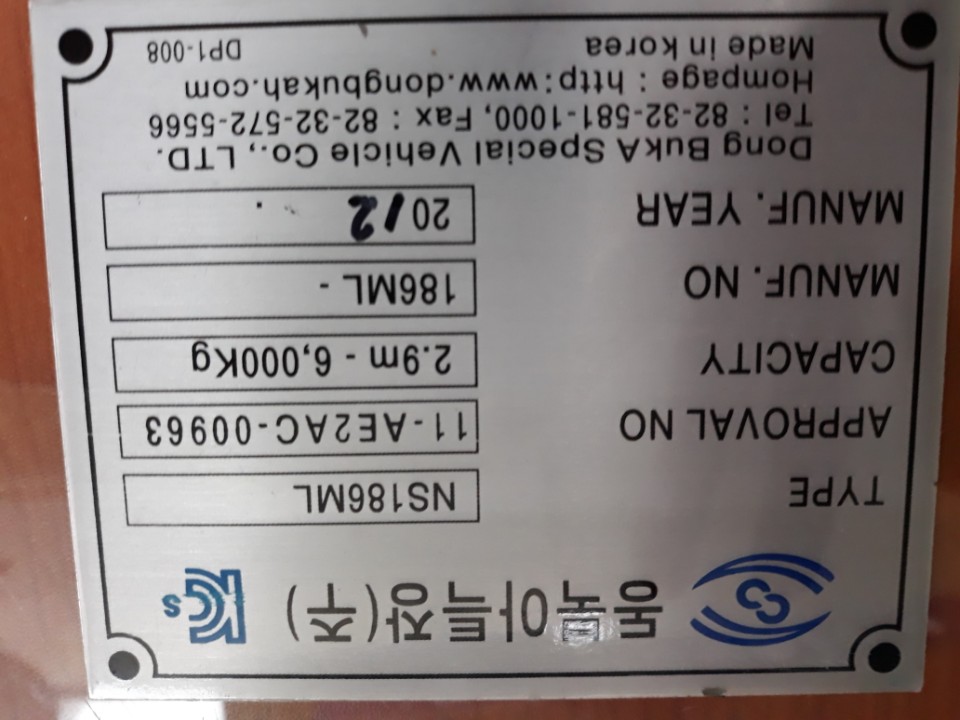 동북아특장(주) KCs
TYPE NS186ML
APPROVAL NO 11-AE2AC-00963
CAPACITY 2.9m - 6,000Kg
MANUF. NO 186ML -
MANUF. YEAR 2012 .
Dong BukA Special Vehicle Co., LTD.
Tel : 82-32-581-1000, Fax : 82-32-572-5566
Hompage : http:www.dongbukah.com
Made in korea DP1-008